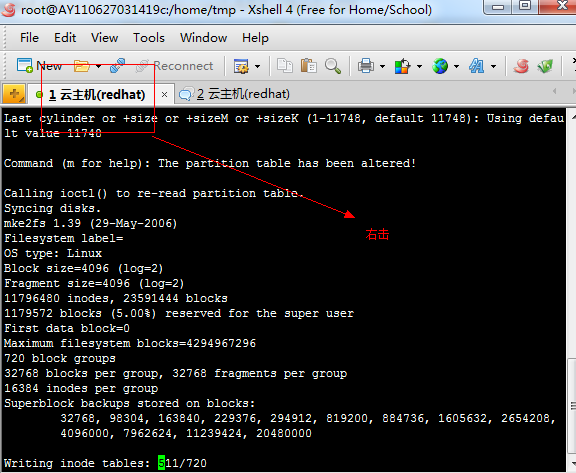 root@AY110627031419c:/home/tmp - Xshell 4 (Free for Home/School)
File Edit View Tools Window Help
New Reconnect
1 云主机(redhat) 2 云主机(redhat)
Last cylinder or +size or +sizeM or +sizeK (1-11748, default 11748): Using defau
lt value 11748
Command (m for help): The partition table has been altered!
Calling ioctl() to re-read partition table.
右击
Syncing disks.
mke2fs 1.39 (29-May-2006)
Filesystem label=
OS type: Linux
Block size=4096 (log=2)
Fragment size=4096 (log=2)
11796480 inodes, 23591444 blocks
1179572 blocks (5.00%) reserved for the super user
First data block=0
Maximum filesystem blocks=4294967296
720 block groups
32768 blocks per group, 32768 fragments per group
16384 inodes per group
Superblock backups stored on blocks:
32768, 98304, 163840, 229376, 294912, 819200, 884736, 1605632, 2654208,
4096000, 7962624, 11239424, 20480000
Writing inode tables: 511/720